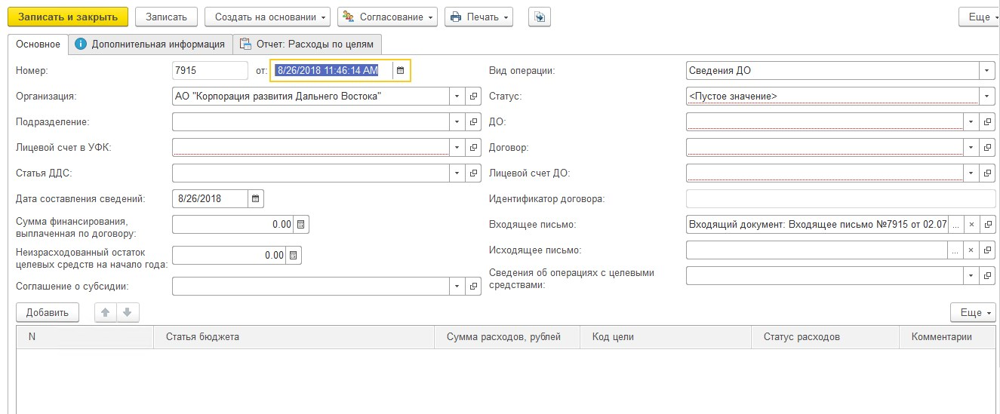 Записать и закрыть Записать Создать на основании Согласование Печать Еще
Основное Дополнительная информация Отчет: Расходы по целям
Номер: 7915 от: 8/26/2018 11:46:14 AM Вид операции: Сведения ДО
Организация: АО "Корпорация развития Дальнего Востока" Статус: <Пустое значение>
Подразделение: ДО:
Лицевой счет в УФК: Договор:
Статья ДДС: Лицевой счет ДО:
Дата составления сведений: 8/26/2018 Идентификатор договора:
Сумма финансирования,
выплаченная по договору: 0.00 Входящее письмо: Входящий документ: Входящее письмо №7915 от 02.07 ...
Неизрасходованный остаток
целевых средств на начало года: 0.00 Исходящее письмо: ...
Соглашение о субсидии: Сведения об операциях с целевыми
средствами:
Добавить Еще
N Статья бюджета Сумма расходов, рублей Код цели Статус расходов Комментарии